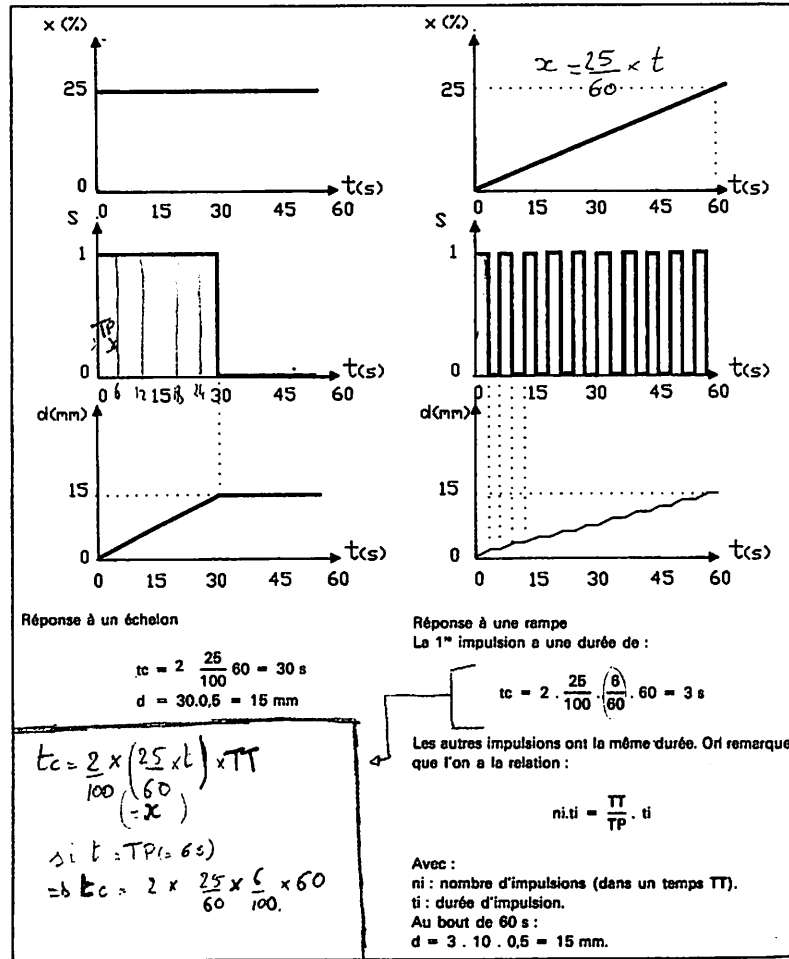 x (%)
25
0
0 15 30 45 60
t(s)
S
1
0
TP
6 12 15 18 24 30 45 60
t(s)
d(mm)
15
0
0 15 30 45 60
t(s)
Réponse à un échelon
tc = 2 25/100 60 = 30 s
d = 30.0,5 = 15 mm
tc = 2/100 × (25/60 × t) × TT
(= x)
si t = TP(= 6s)
=> tc = 2 × 25/60 × 6/100. × 60
x (%)
x = 25/60 × t
25
0
0 15 30 45 60
t(s)
S
1
0
0 15 30 45 60
t(s)
d(mm)
15
0
0 15 30 45 60
t(s)
Réponse à une rampe
La 1re impulsion a une durée de :
tc = 2 . 25/100 . (6/60) . 60 = 3 s
Les autres impulsions ont la même durée. On remarque
que l'on a la relation :
ni.ti = TT/TP . ti
Avec :
ni : nombre d'impulsions (dans un temps TT).
ti : durée d'impulsion.
Au bout de 60 s :
d = 3 . 10 . 0,5 = 15 mm.